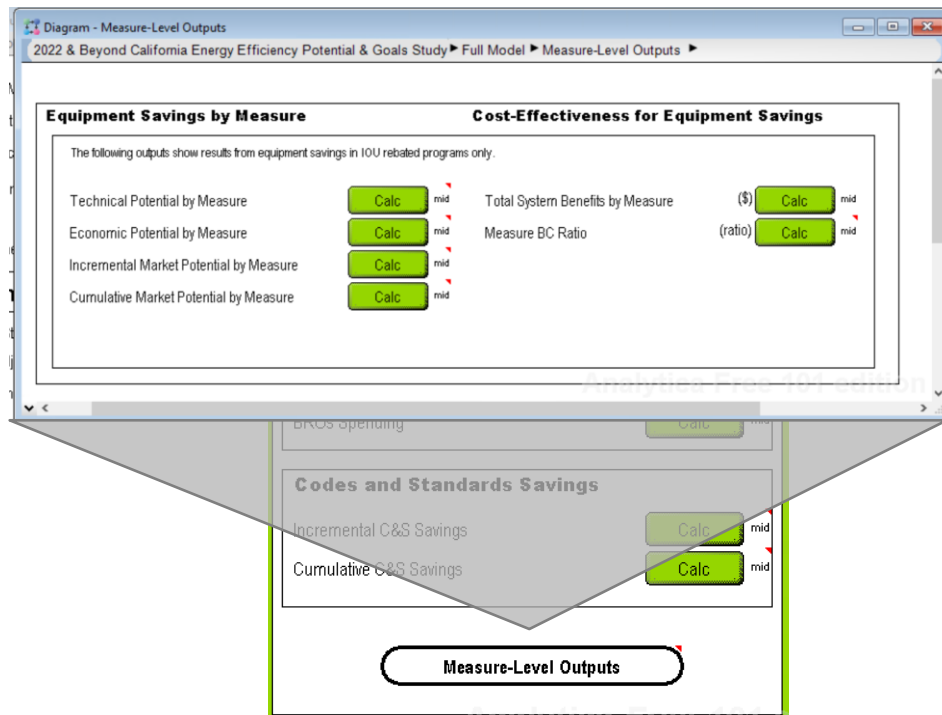 Diagram - Measure-Level Outputs
2022 & Beyond California Energy Efficiency Potential & Goals Study ▶ Full Model ▶ Measure-Level Outputs ▶
Equipment Savings by Measure
Cost-Effectiveness for Equipment Savings
The following outputs show results from equipment savings in IOU rebated programs only.
Technical Potential by Measure Calc mid
Total System Benefits by Measure ($) Calc mid
Economic Potential by Measure Calc mid
Measure BC Ratio (ratio) Calc mid
Incremental Market Potential by Measure Calc mid
Cumulative Market Potential by Measure Calc mid
Analytica Free 101 edition
BROs Spending Calc mid
Codes and Standards Savings
Incremental C&S Savings Calc mid
Cumulative C&S Savings Calc mid
Measure-Level Outputs